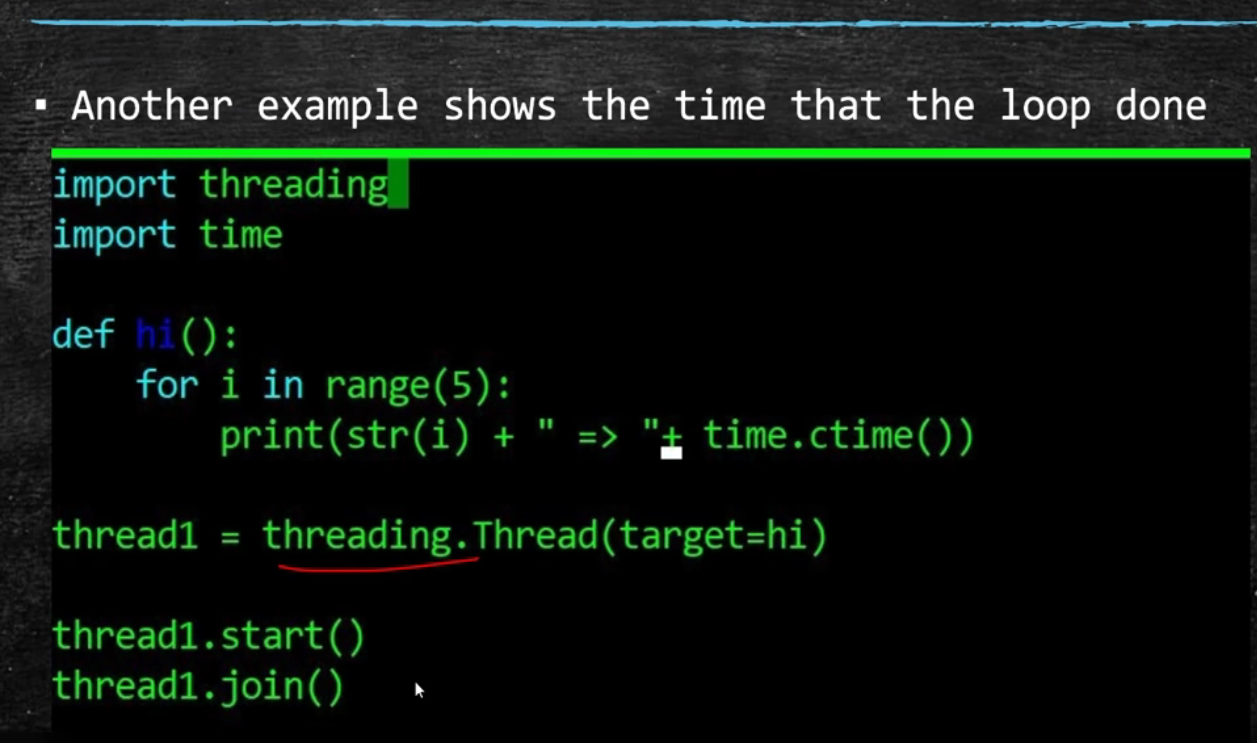 ▪ Another example shows the time that the loop done
import threading
import time
def hi():
    for i in range(5):
        print(str(i) + " => "+ time.ctime())
thread1 = threading.Thread(target=hi)
thread1.start()
thread1.join()